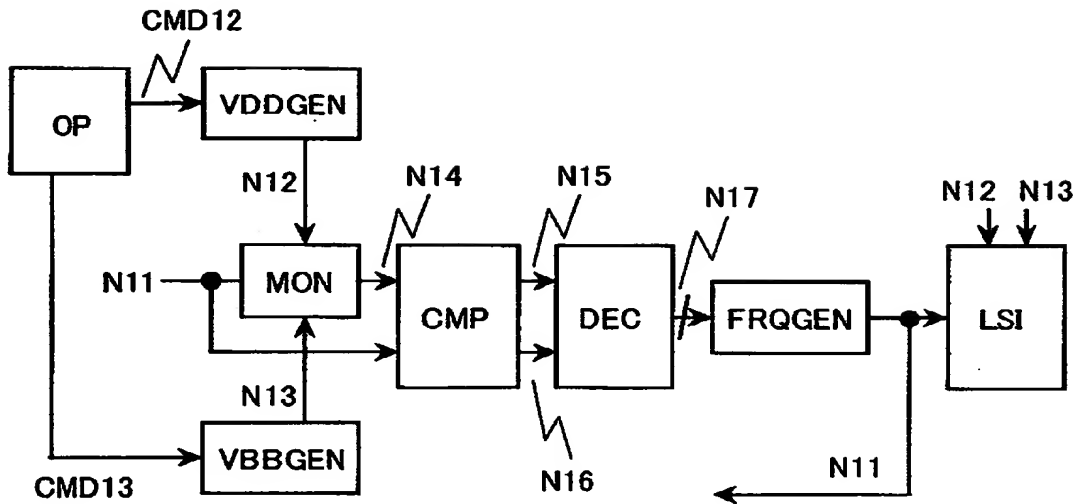 CMD12
OP
VDDGEN
N12
N14
N15
N17
N12
N13
N11
MON
CMP
DEC
FRQGEN
LSI
N13
VBBGEN
CMD13
N16
N11